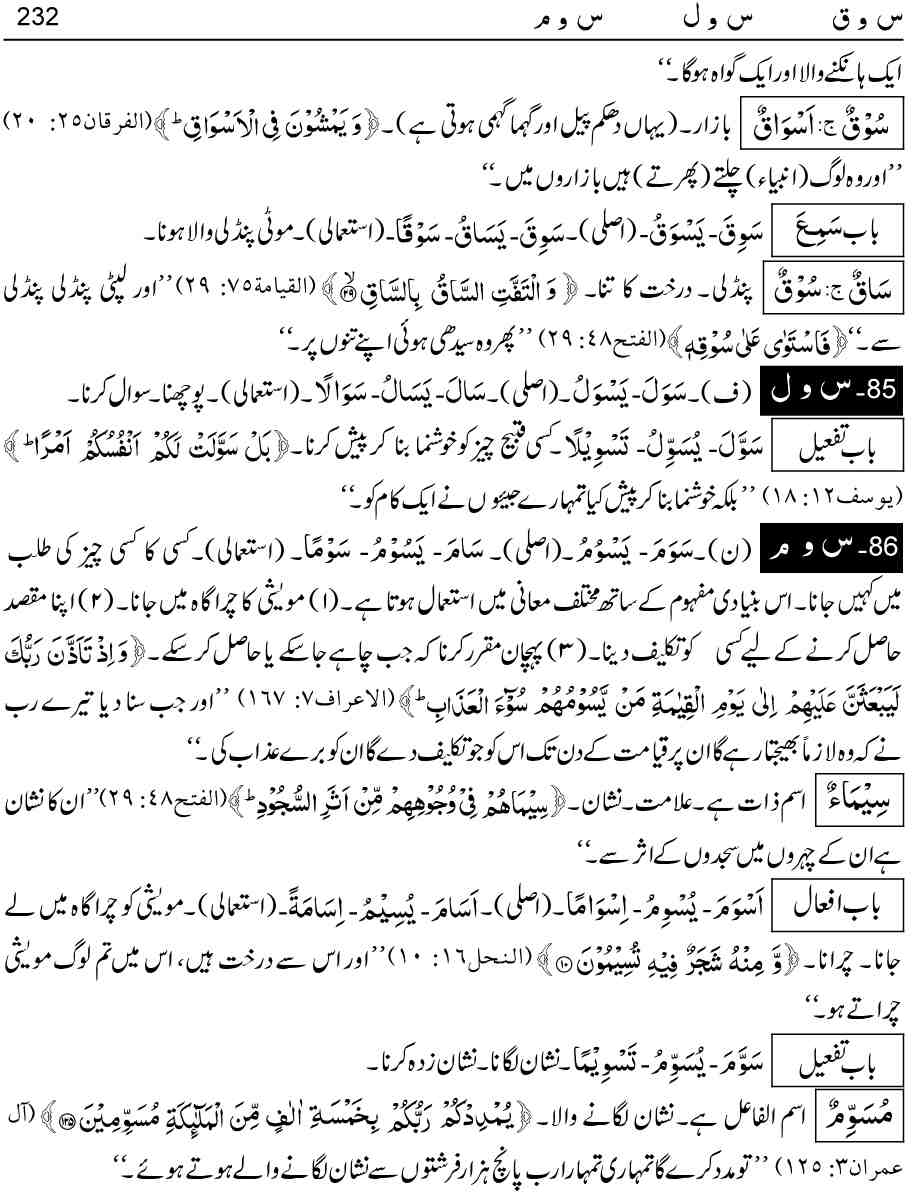 س و ق س و ل س و م 232
ایک ہانکنے والا اور ایک گواہ ہوگا۔‘‘
سُوْقٌ ج: اَسْوَاقٌ بازار۔ (یہاں دھکم پیل اور گہما گہمی ہوتی ہے)۔ ﴿وَ یَمْشُوْنَ فِی الْاَسْوَاقِ ؕ﴾ (الفرقان۲۵: ۲۰)
’’اور وہ لوگ (انبیاء) چلتے (پھرتے) ہیں بازاروں میں۔‘‘
باب سَمِعَ سَوِقَ۔ یَسْوَقُ۔ (اصلی)۔ سَوِقَ۔ یَسَاقُ۔ سَوْقًا۔ (استعمالی)۔ موٹی پنڈلی والا ہونا۔
سَاقٌ ج: سُوْقٌ پنڈلی۔ درخت کا تنا۔ ﴿وَ الْتَفَّتِ السَّاقُ بِالسَّاقِ ﴿ۙ۲۹﴾﴾ (القیامة۷۵: ۲۹) ’’اور لپٹی پنڈلی پنڈلی
سے۔‘‘ ﴿فَاسْتَوٰی عَلٰی سُوْقِہٖ﴾ (الفتح۴۸: ۲۹) ’’پھر وہ سیدھی ہوئی اپنے تنوں پر۔‘‘
85۔ س و ل (ف)۔ سَوَلَ۔ یَسْوَلُ۔ (اصلی)۔ سَالَ۔ یَسَالُ۔ سَوَالًا۔ (استعمالی)۔ پوچھنا۔ سوال کرنا۔
باب تفعیل سَوَّلَ۔ یُسَوِّلُ۔ تَسْوِیْلًا۔ کسی قبیح چیز کو خوشنما بنا کر پیش کرنا۔ ﴿بَلْ سَوَّلَتْ لَکُمْ اَنْفُسُکُمْ اَمْرًا ؕ﴾
(یوسف۱۲: ۱۸) ’’بلکہ خوشنما بنا کر پیش کیا تمہارے جیئو ں نے ایک کام کو۔‘‘
86۔ س و م (ن)۔ سَوَمَ۔ یَسْوُمُ۔ (اصلی)۔ سَامَ۔ یَسُوْمُ۔ سَوْمًا۔ (استعمالی)۔ کسی کا کسی چیز کی طلب
میں کہیں جانا۔ اس بنیادی مفہوم کے ساتھ مختلف معانی میں استعمال ہوتا ہے۔ (۱) مویشی کا چراگاہ میں جانا۔ (۲) اپنا مقصد
حاصل کرنے کے لیے کسی کو تکلیف دینا۔ (۳) پہچان مقرر کرنا کہ جب چاہے جا سکے یا حاصل کر سکے۔ ﴿وَ اِذْ تَاَذَّنَ رَبُّکَ
لَیَبْعَثَنَّ عَلَیْہِمْ اِلٰی یَوْمِ الْقِیٰمَةِ مَنْ یَّسُوْمُہُمْ سُوْٓءَ الْعَذَابِ ؕ﴾ (الاعراف۷: ۱۶۷) ’’اور جب سنا دیا تیرے رب
نے کہ وہ لازماً بھیجتا رہے گا ان پر قیامت کے دن تک اس کو جو تکلیف دے گا ان کو برے عذاب کی۔‘‘
سِیْمَاءٌ اسم ذات ہے۔ علامت۔ نشان۔ ﴿سِیْمَاہُمْ فِیْ وُجُوْہِہِمْ مِّنْ اَثَرِ السُّجُوْدِ ؕ﴾ (الفتح۴۸: ۲۹) ’’ان کا نشان
ہے ان کے چہروں میں سجدوں کے اثر سے۔‘‘
باب افعال اَسْوَمَ۔ یُسْوِمُ۔ اِسْوَامًا۔ (اصلی)۔ اَسَامَ۔ یُسِیْمُ۔ اِسَامَةً۔ (استعمالی)۔ مویشی کو چراگاہ میں لے
جانا۔ چرانا۔ ﴿وَّ مِنْہُ شَجَرٌ فِیْہِ تُسِیْمُوْنَ ﴿۱۰﴾﴾ (النحل۱۶: ۱۰) ’’اور اس سے درخت ہیں، اس میں تم لوگ مویشی
چراتے ہو۔‘‘
باب تفعیل سَوَّمَ۔ یُسَوِّمُ۔ تَسْوِیْمًا۔ نشان لگانا۔ نشان زدہ کرنا۔
مُسَوِّمٌ اسم الفاعل ہے۔ نشان لگانے والا۔ ﴿یُمْدِدْکُمْ رَبُّکُمْ بِخَمْسَةِ اٰلٰفٍ مِّنَ الْمَلٰٓئِکَةِ مُسَوِّمِیْنَ ﴿۱۲۵﴾﴾ (آل
عمران۳: ۱۲۵) ’’تو مدد کرے گا تمہاری تمہارا رب پانچ ہزار فرشتوں سے نشان لگانے والے ہوتے ہوئے۔‘‘